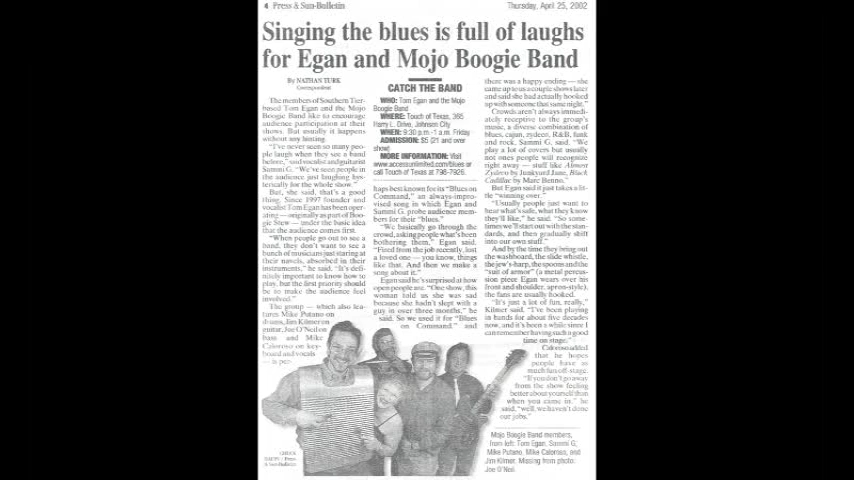 4 Press & Sun-Bulletin
Thursday, April 25, 2002
Singing the blues is full of laughs
for Egan and Mojo Boogie Band
By NATHAN TURK
Correspondent
The members of Southern Tier-
based Tom Egan and the Mojo
Boogie Band like to encourage
audience participation at their
shows. But usually it happens
without any hinting.
"I've never seen so many peo-
ple laugh when they see a band
before," said vocalist and guitarist
Sammi G. "We've seen people in
the audience just laughing hys-
terically for the whole show."
But, she said, that's a good
thing. Since 1997 founder and
vocalist Tom Egan has been oper-
ating — originally as part of Boo-
gie Stew — under the basic idea
that the audience comes first.
"When people go out to see a
band, they don't want to see a
bunch of musicians just staring at
their navels, absorbed in their
instruments," he said. "It's defi-
nitely important to know how to
play, but the first priority should
be to make the audience feel
involved."
The group — which also fea-
tures Mike Putano on
drums, Jim Kilmer on
guitar, Joe O'Neil on
bass and Mike
Caloroso on key-
board and vocals
— is per-
CATCH THE BAND
WHO: Tom Egan and the Mojo
Boogie Band
WHERE: Touch of Texas, 365
Harry L. Drive, Johnson City
WHEN: 9:30 p.m.-1 a.m. Friday
ADMISSION: $5 (21 and over
show)
MORE INFORMATION: Visit
www.accessunlimited.com/blues or
call Touch of Texas at 798-7926.
haps best known for its "Blues on
Command," an always-impro-
vised song in which Egan and
Sammi G. probe audience mem-
bers for their "blues."
"We basically go through the
crowd, asking people what's been
bothering them," Egan said.
"Fired from the job recently, lost
a loved one — you know, things
like that. And then we make a
song about it."
Egan said he's surprised at how
open people are. "One show, this
woman told us she was sad
because she hadn't slept with a
guy in over three months," he
said. So we used it for "Blues
on Command," and
there was a happy ending — she
came up to us a couple shows later
and said she had actually hooked
up with someone that same night."
Crowds aren't always immedi-
ately receptive to the group's
music, a diverse combination of
blues, cajun, zydeco, R&B, funk
and rock, Sammi G. said. "We
play a lot of covers but usually
not ones people will recognize
right away — stuff like Almost
Zydeco by Junkyard Jane, Black
Cadillac by Marc Benno."
But Egan said it just takes a lit-
tle "winning over."
"Usually people just want to
hear what's safe, what they know
they'll like," he said. "So some-
times we'll start out with the stan-
dards, and then gradually shift
into our own stuff."
And by the time they bring out
the washboard, the slide whistle,
the jew's-harp, the spoons and the
"suit of armor" (a metal percus-
sion piece Egan wears over his
front and shoulder, apron-style),
the fans are usually hooked.
"It's just a lot of fun, really,"
Kilmer said. "I've been playing
in bands for about five decades
now, and it's been a while since I
can remember having such a good
time on stage."
Caloroso added
that he hopes
people have as
much fun off-stage.
"If you don't go away
from the show feeling
better about yourself than
when you came in," he
said, "well, we haven't done
our jobs."
Mojo Boogie Band members,
from left: Tom Egan, Sammi G,
Mike Putano, Mike Caloroso, and
Jim Kilmer. Missing from photo:
Joe O'Neil.
/ Press
& Sun-Bulletin